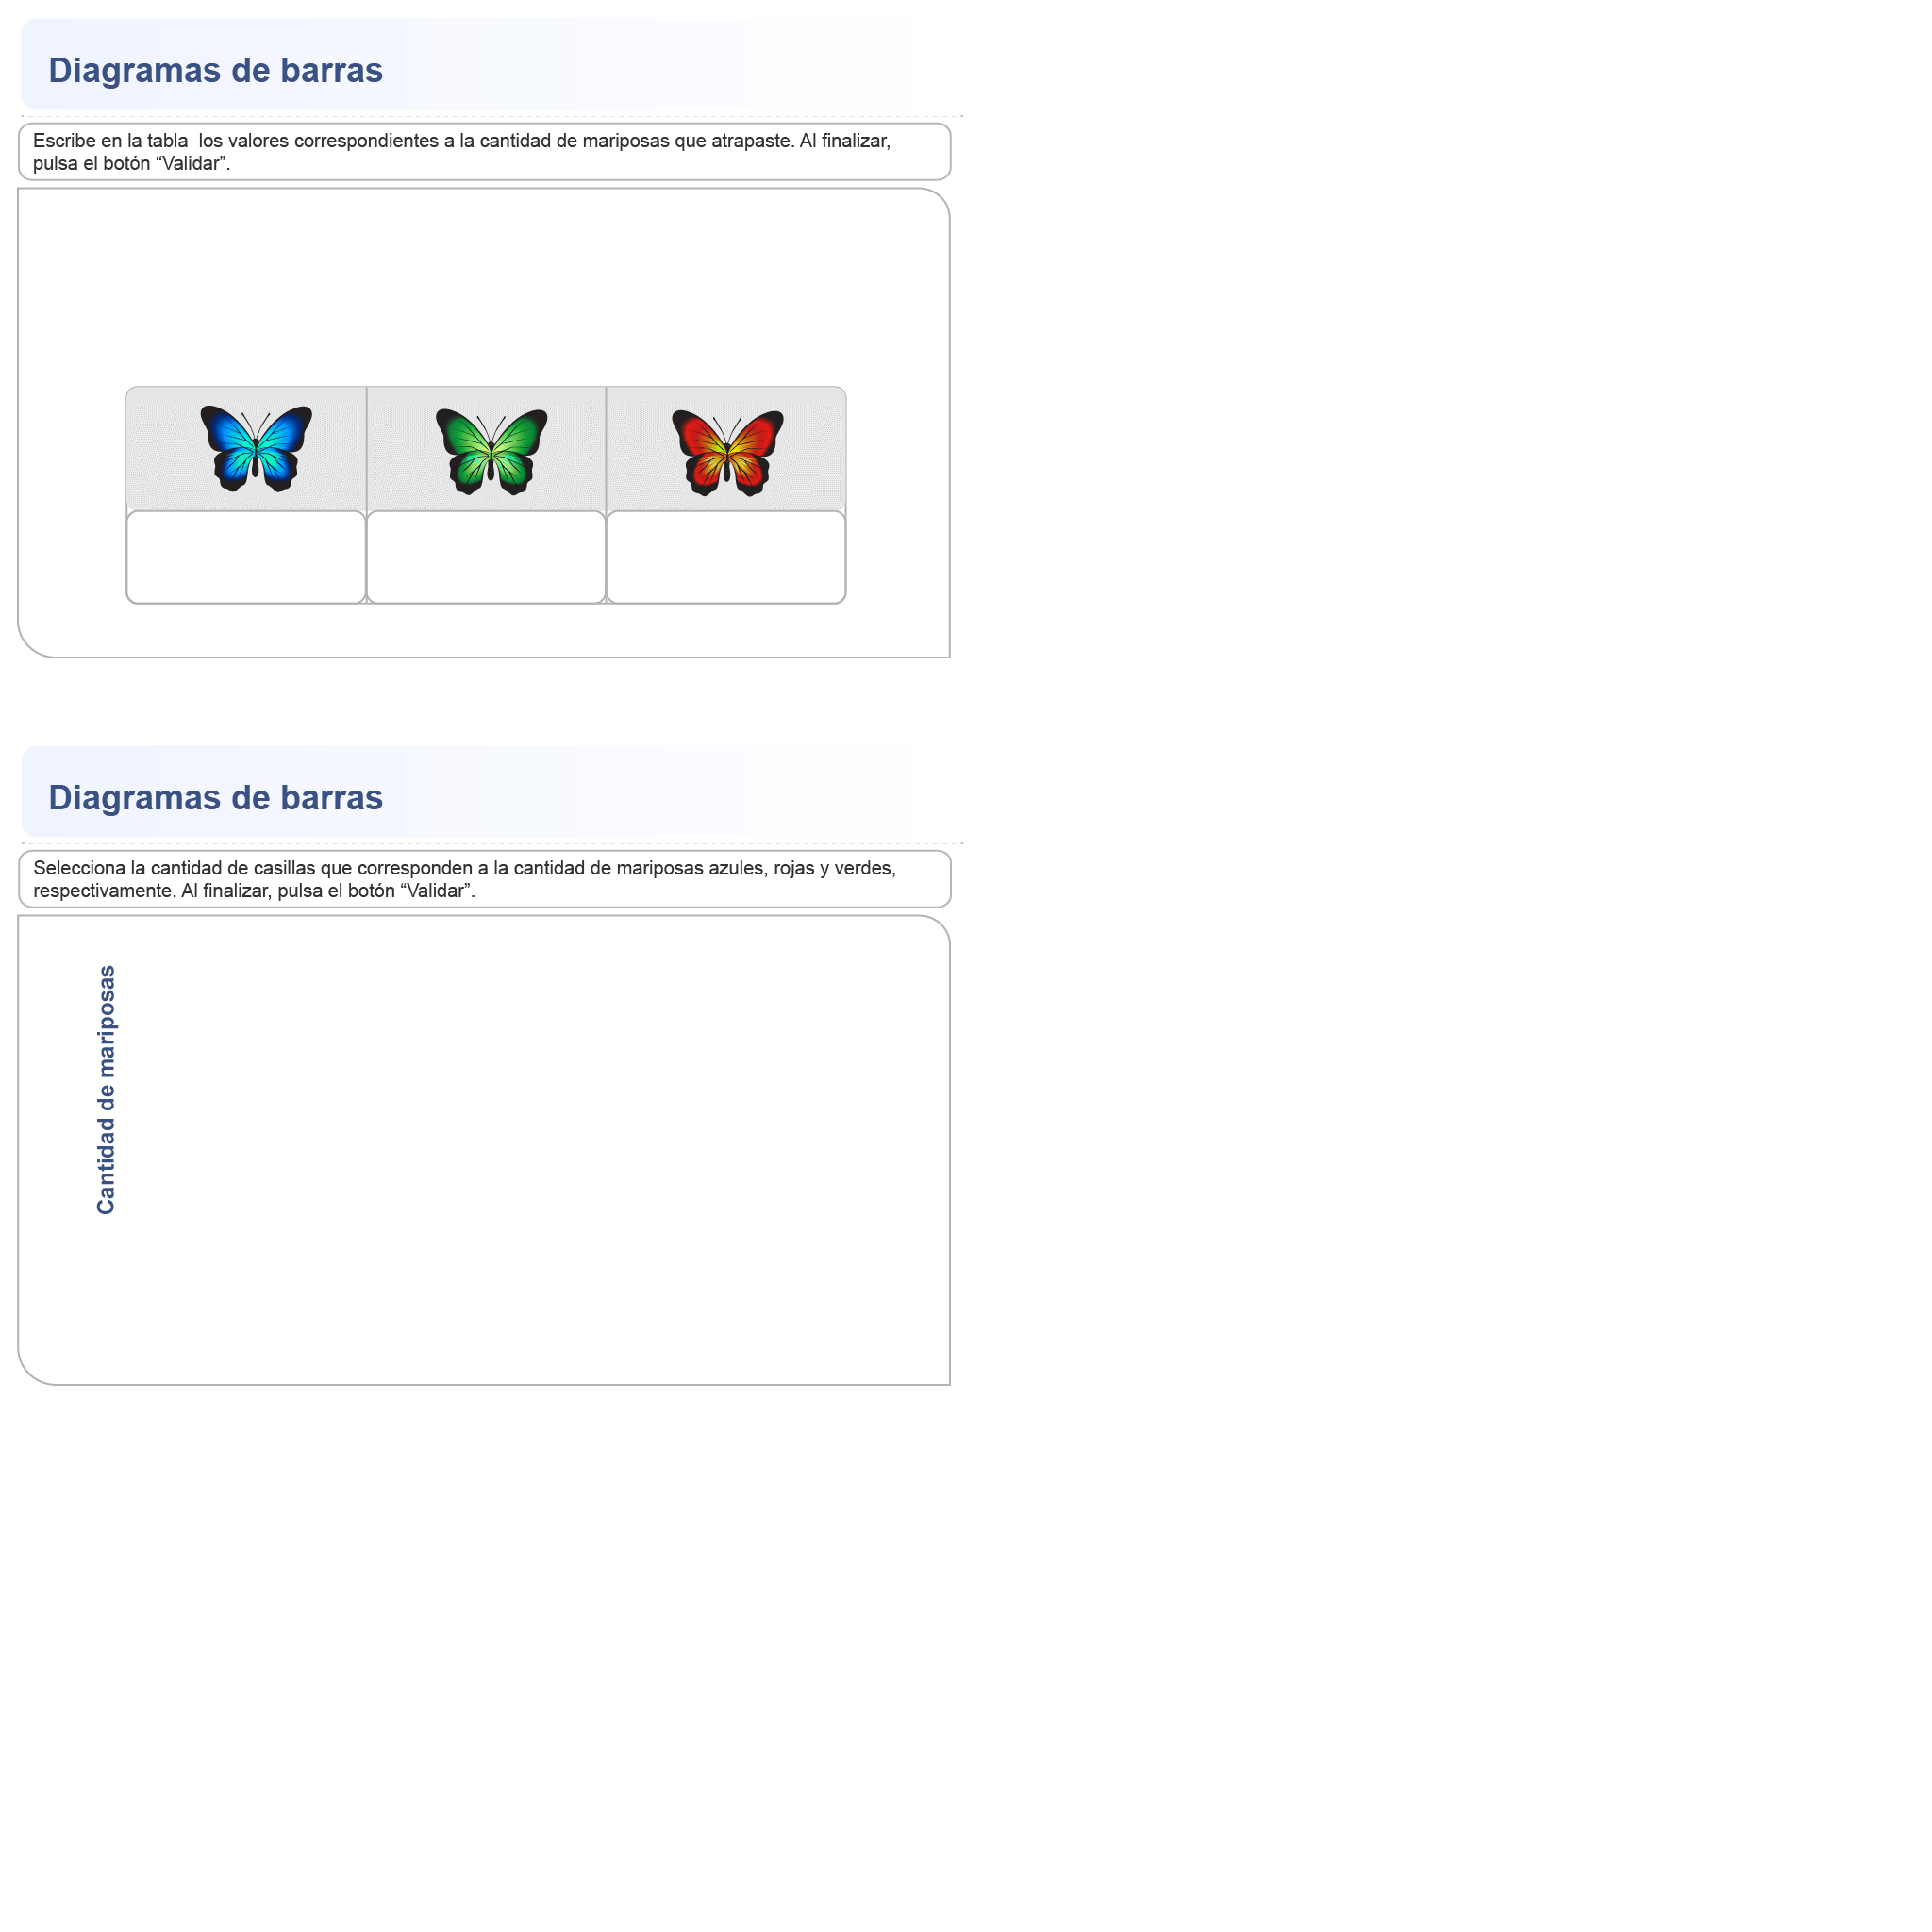 Diagramas de barras
Escribe en la tabla  los valores correspondientes a la cantidad de mariposas que atrapaste. Al finalizar,
pulsa el botón “Validar”.
Diagramas de barras
Selecciona la cantidad de casillas que corresponden a la cantidad de mariposas azules, rojas y verdes,
respectivamente. Al finalizar, pulsa el botón “Validar”.
Cantidad de mariposas